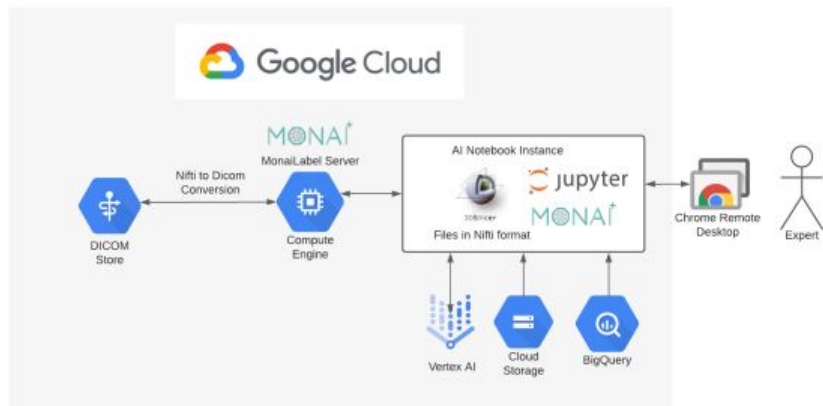 Google Cloud
MONAI
MonaiLabel Server
Nifti to Dicom
Conversion
DICOM
Store
Compute
Engine
AI Notebook Instance
3DSlicer
jupyter
MONAI
Files in Nifti format
Chrome Remote
Desktop
Expert
Vertex AI
Cloud
Storage
BigQuery